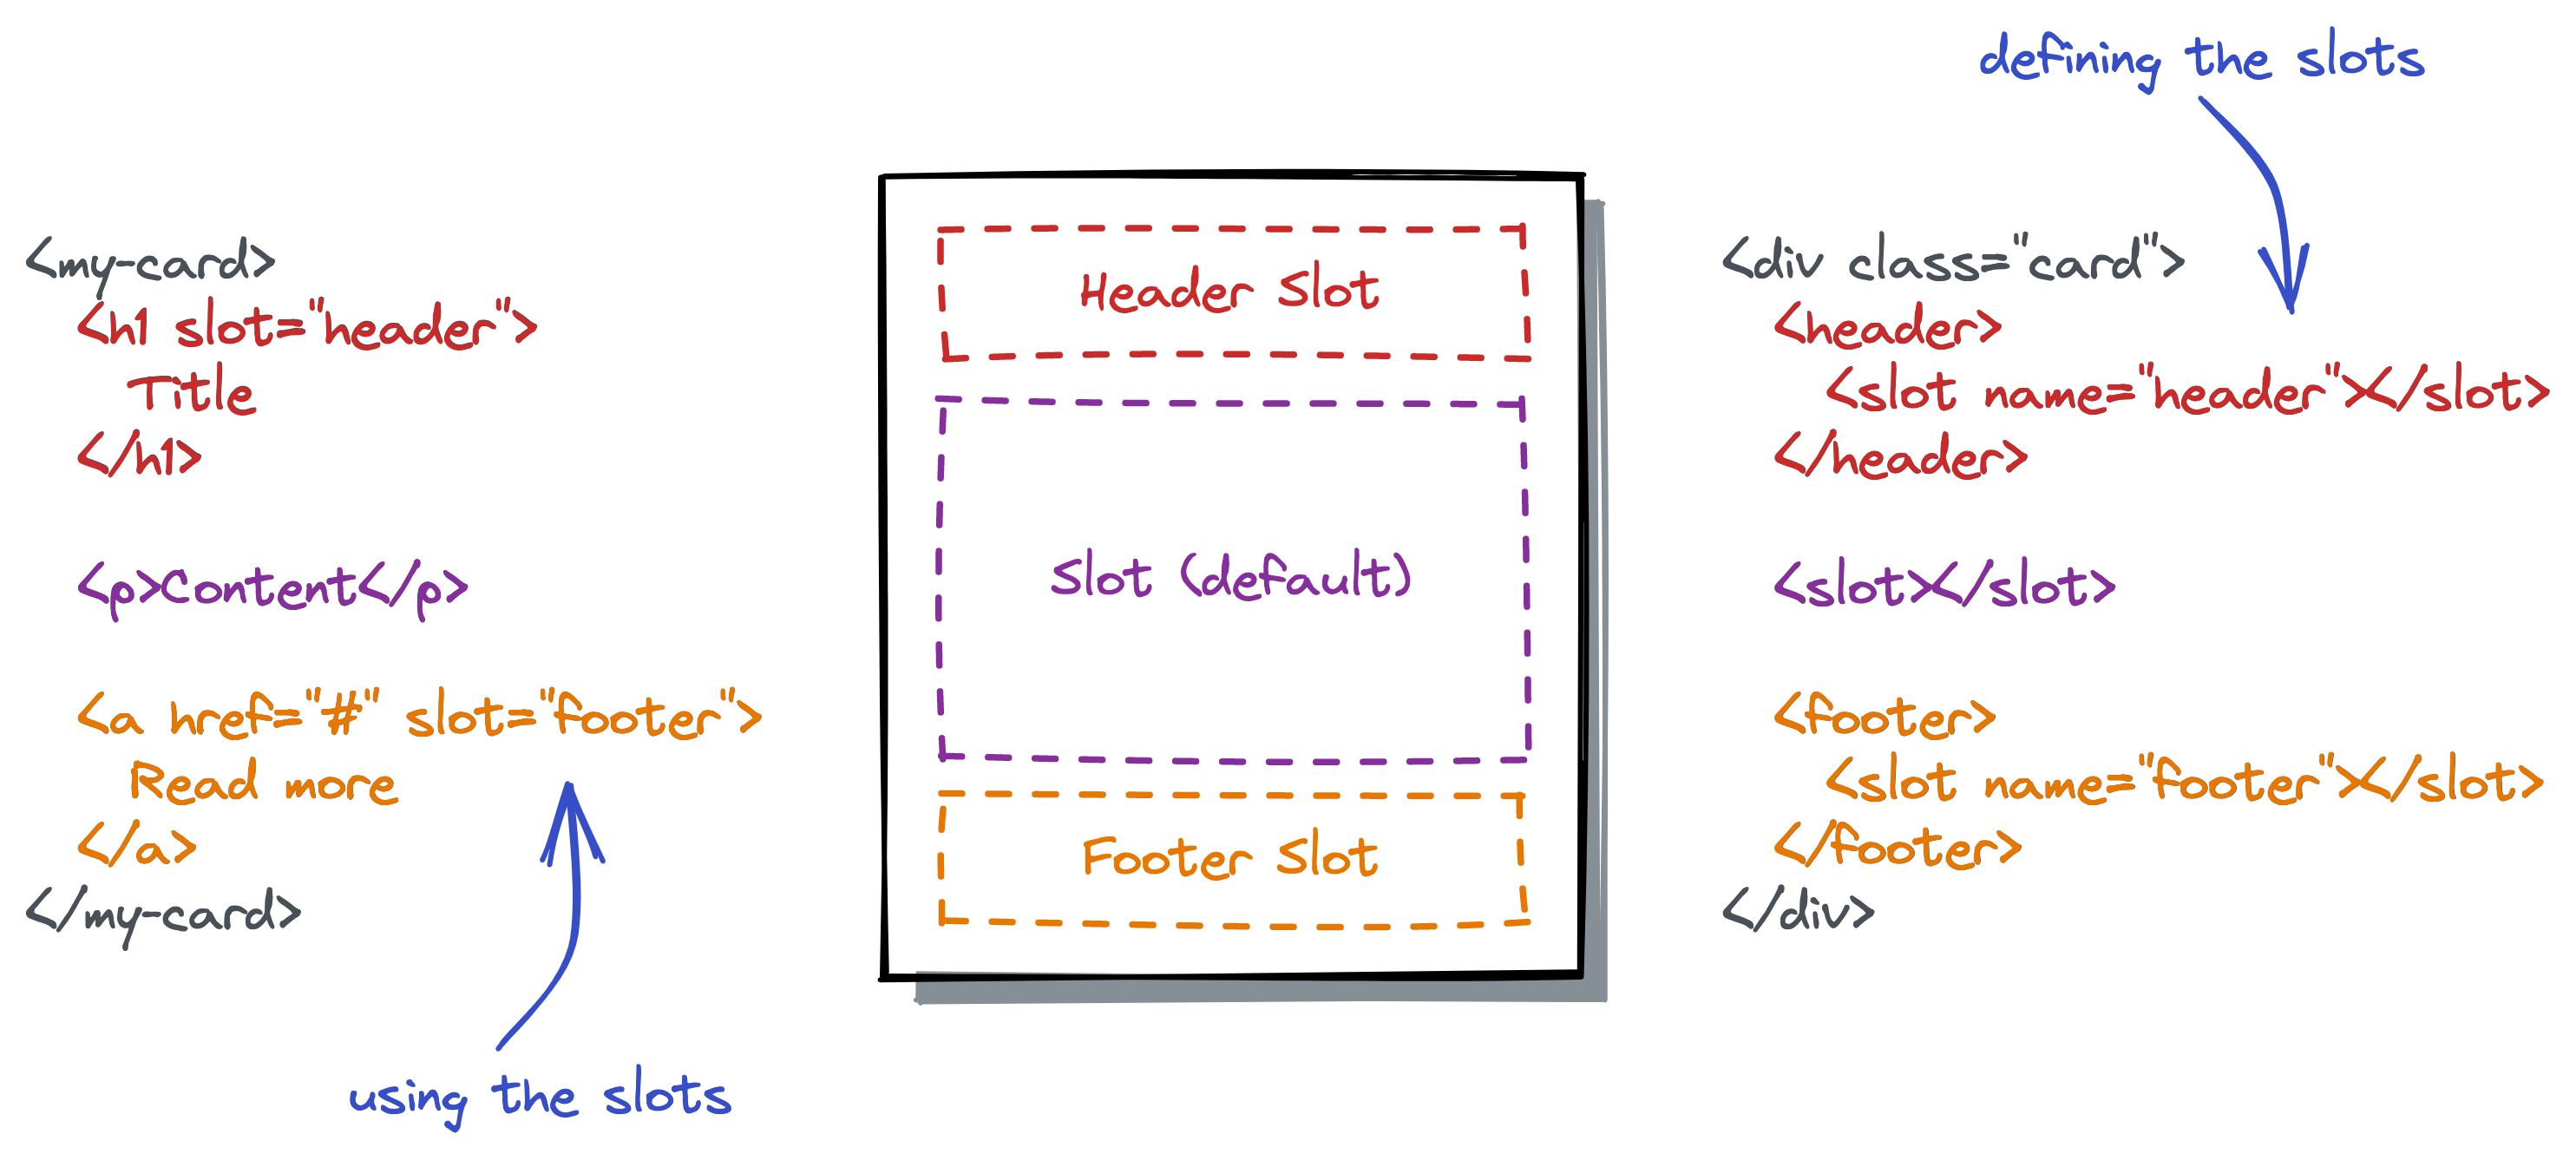 defining the slots
<my-card>
<h1 slot="header">
Title
</h1>
<p>Content</p>
<a href="#" slot="footer">
Read more
</a>
</my-card>
using the slots
Header Slot
Slot (default)
Footer Slot
<div class="card">
<header>
<slot name="header"></slot>
</header>
<slot></slot>
<footer>
<slot name="footer"></slot>
</footer>
</div>